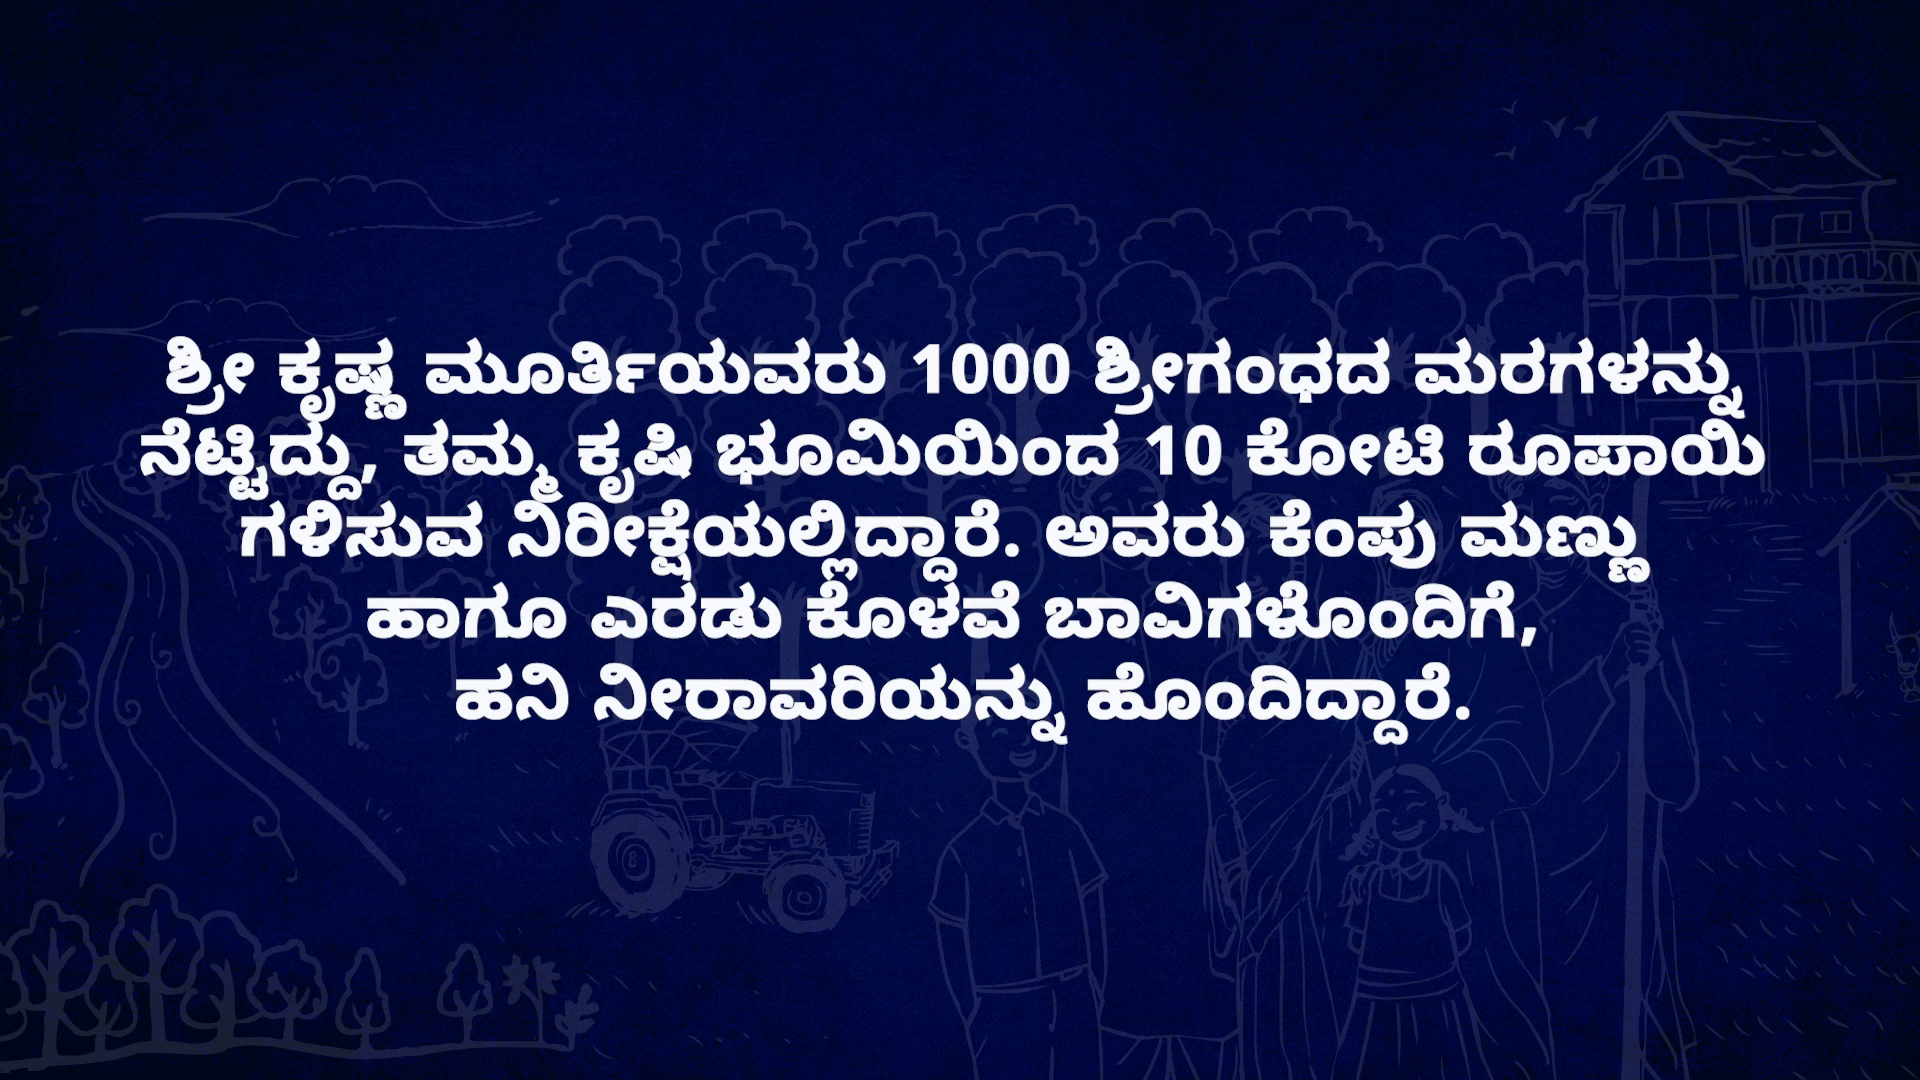 ಶ್ರೀ ಕೃಷ್ಣ ಮೂರ್ತಿಯವರು 1000 ಶ್ರೀಗಂಧದ ಮರಗಳನ್ನು
ನೆಟ್ಟಿದ್ದು, ತಮ್ಮ ಕೃಷಿ ಭೂಮಿಯಿಂದ 10 ಕೋಟಿ ರೂಪಾಯಿ
ಗಳಿಸುವ ನಿರೀಕ್ಷೆಯಲ್ಲಿದ್ದಾರೆ. ಅವರು ಕೆಂಪು ಮಣ್ಣು
ಹಾಗೂ ಎರಡು ಕೊಳವೆ ಬಾವಿಗಳೊಂದಿಗೆ,
ಹನಿ ನೀರಾವರಿಯನ್ನು ಹೊಂದಿದ್ದಾರೆ.